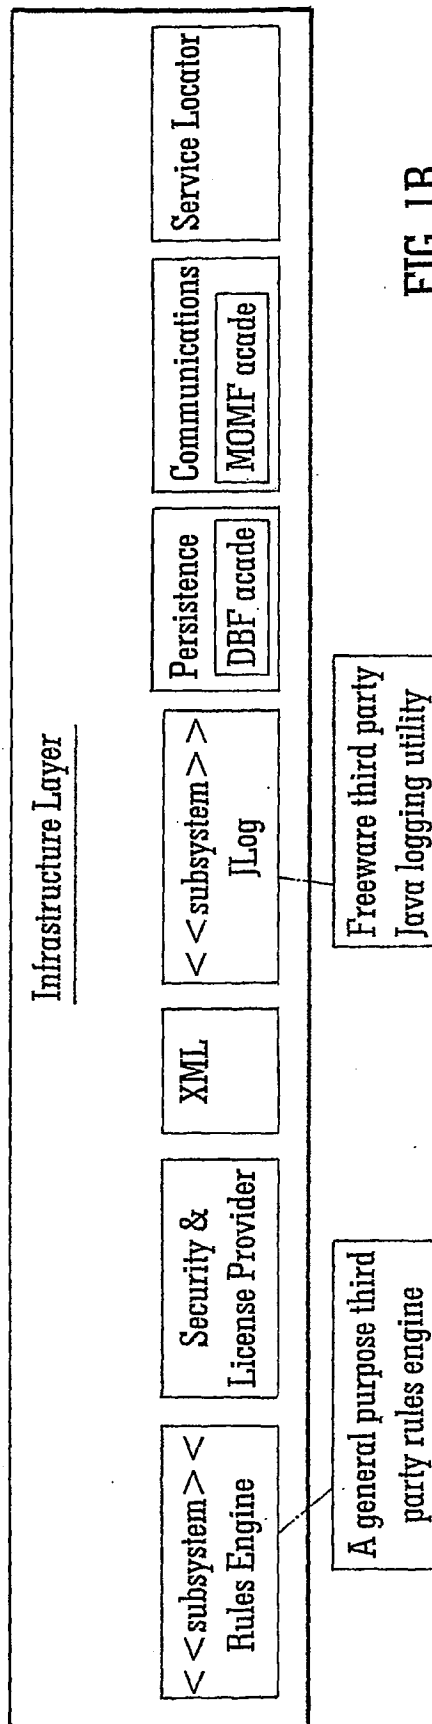 Infrastructure Layer
< <subsystem> <
Rules Engine
Security &
License Provider
XML
< <subsystem> >
JLog
Persistence
DBF acade
Communications
MOMF acade
Service Locator
A general purpose third
party rules engine
Freeware third party
Java logging utility
FIG. 1B